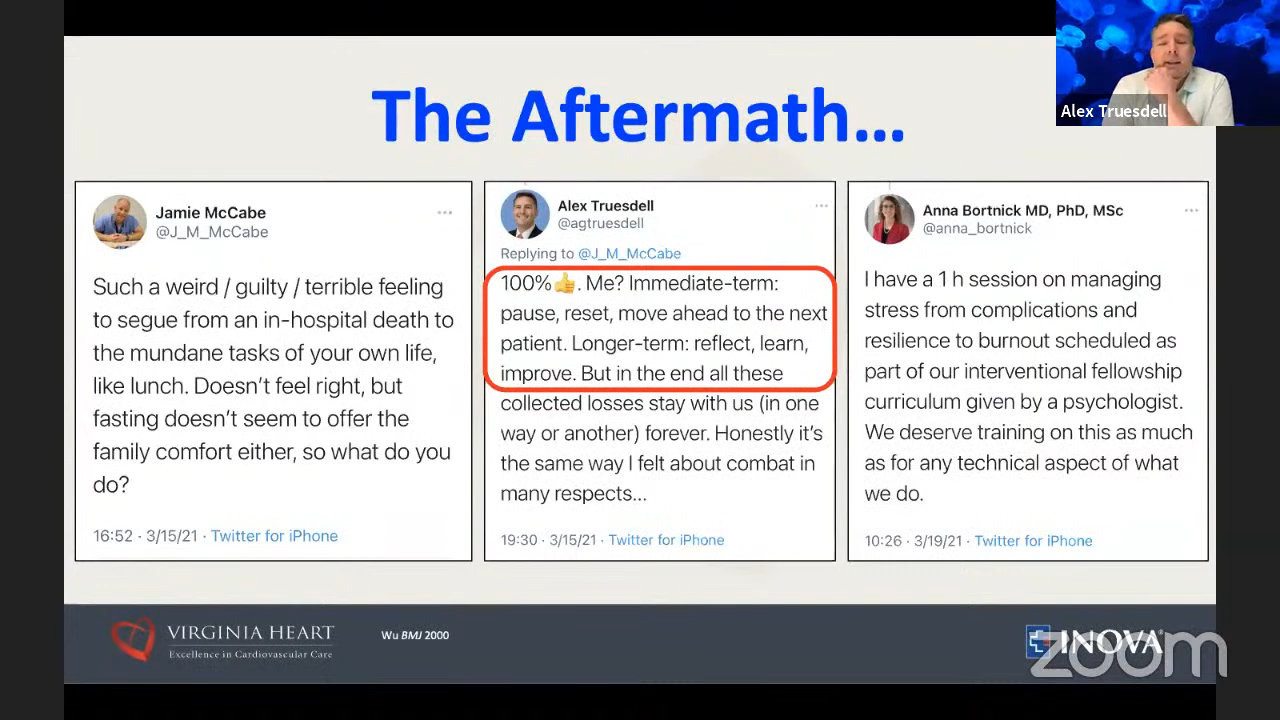 The Aftermath...
Alex Truesdell
Jamie McCabe
@J_M_McCabe
Such a weird / guilty / terrible feeling
to segue from an in-hospital death to
the mundane tasks of your own life,
like lunch. Doesn't feel right, but
fasting doesn't seem to offer the
family comfort either, so what do you
do?
16:52 · 3/15/21 · Twitter for iPhone
Alex Truesdell
@agtruesdell
Replying to @J_M_McCabe
100%👍. Me? Immediate-term:
pause, reset, move ahead to the next
patient. Longer-term: reflect, learn,
improve. But in the end all these
collected losses stay with us (in one
way or another) forever. Honestly it's
the same way I felt about combat in
many respects...
19:30 · 3/15/21 · Twitter for iPhone
Anna Bortnick MD, PhD, MSc
@anna_bortnick
I have a 1 h session on managing
stress from complications and
resilience to burnout scheduled as
part of our interventional fellowship
curriculum given by a psychologist.
We deserve training on this as much
as for any technical aspect of what
we do.
10:26 · 3/19/21 · Twitter for iPhone
VIRGINIA HEART
Excellence in Cardiovascular Care
Wu BMJ 2000
INOVA
zoom